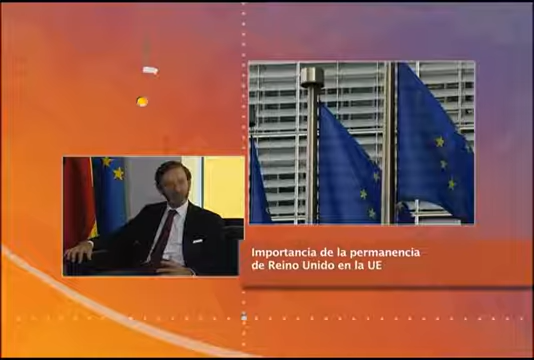 Importancia de la permanencia
de Reino Unido en la UE